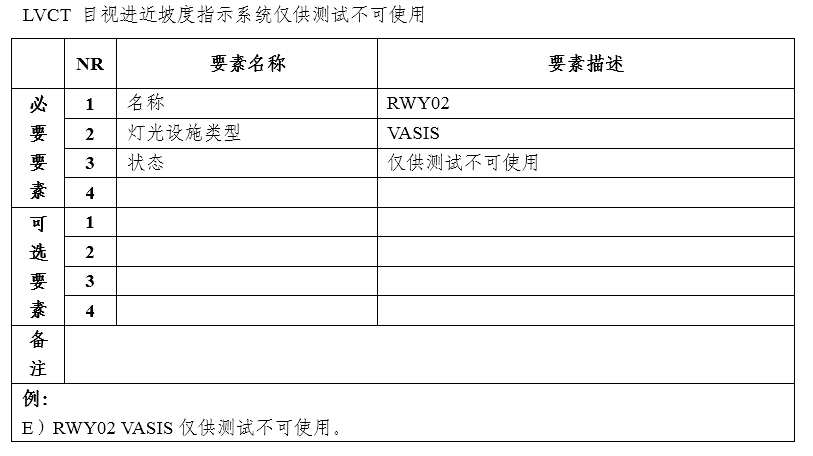 LVCT 目视进近坡度指示系统仅供测试不可使用
NR 要素名称 要素描述
必要要素
1 名称 RWY02
2 灯光设施类型 VASIS
3 状态 仅供测试不可使用
4
可选要素
1
2
3
4
备注
例：
E）RWY02 VASIS 仅供测试不可使用。